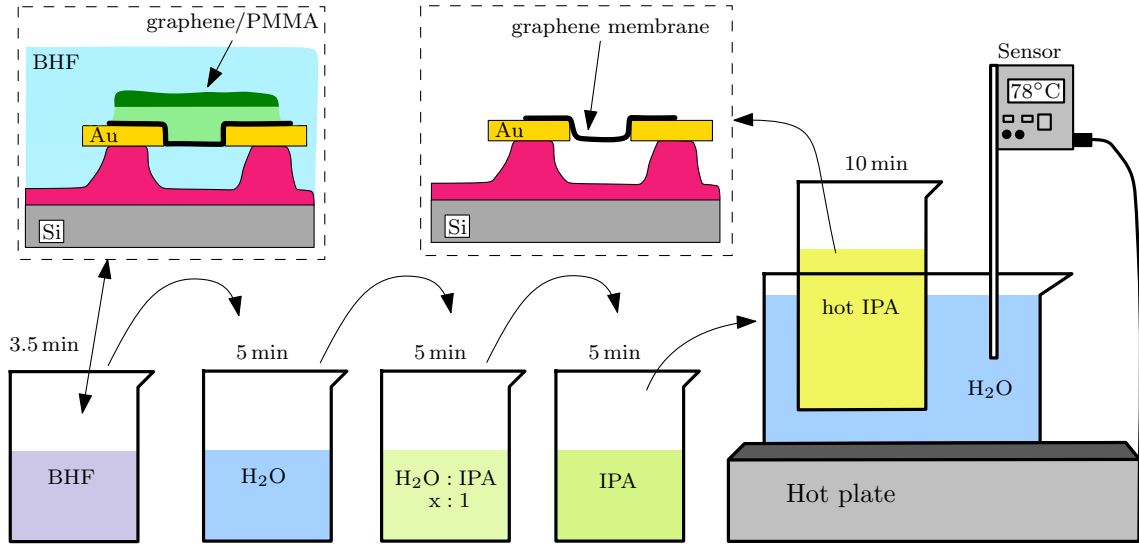 graphene/PMMA
BHF
Au
Si
graphene membrane
Au
Si
Sensor
78°C
10 min
hot IPA
H₂O
3.5 min
5 min
5 min
5 min
BHF
H₂O
H₂O : IPA
x : 1
IPA
Hot plate